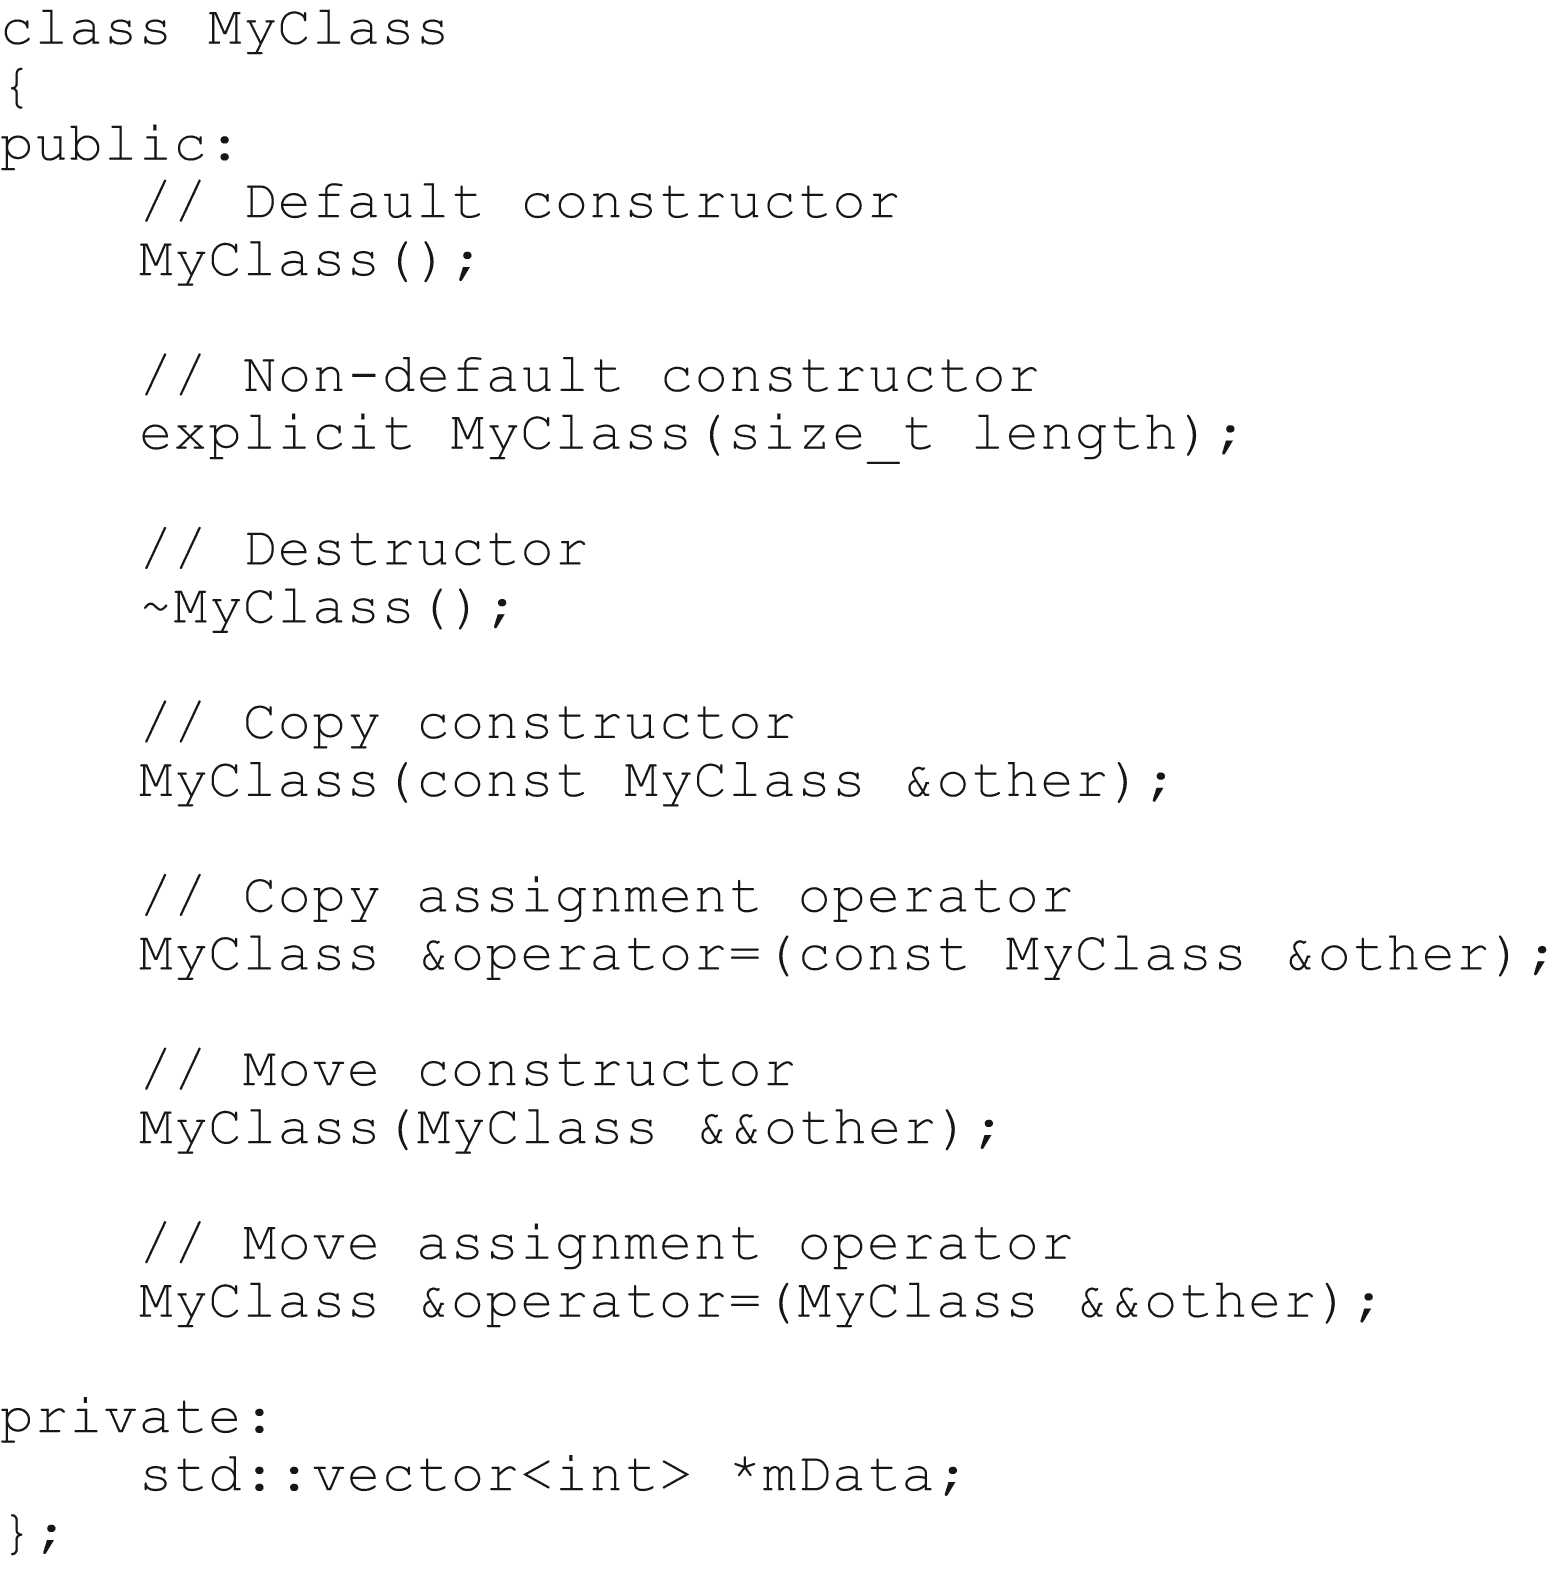 class MyClass
{
public:
    // Default constructor
    MyClass();

    // Non-default constructor
    explicit MyClass(size_t length);

    // Destructor
    ~MyClass();

    // Copy constructor
    MyClass(const MyClass &other);

    // Copy assignment operator
    MyClass &operator=(const MyClass &other);

    // Move constructor
    MyClass(MyClass &&other);

    // Move assignment operator
    MyClass &operator=(MyClass &&other);

private:
    std::vector<int> *mData;
};